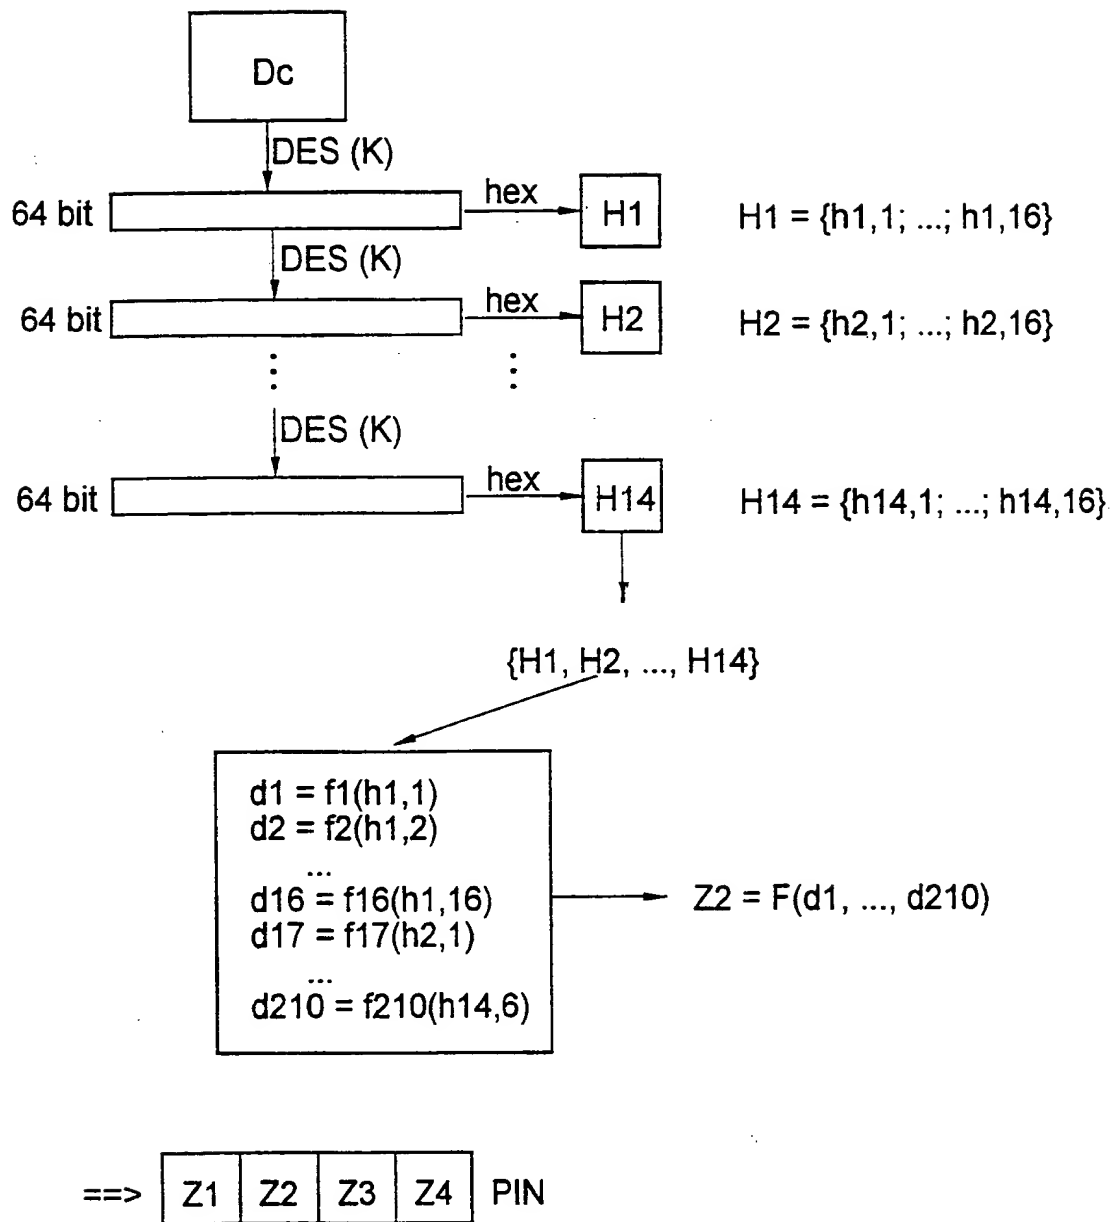 Dc
DES (K)
64 bit hex H1 H1 = {h1,1; ...; h1,16}
DES (K)
64 bit hex H2 H2 = {h2,1; ...; h2,16}
DES (K)
64 bit hex H14 H14 = {h14,1; ...; h14,16}
{H1, H2, ..., H14}
d1 = f1(h1,1)
d2 = f2(h1,2)
...
d16 = f16(h1,16)
d17 = f17(h2,1)
...
d210 = f210(h14,6)
Z2 = F(d1, ..., d210)
==> Z1 Z2 Z3 Z4 PIN